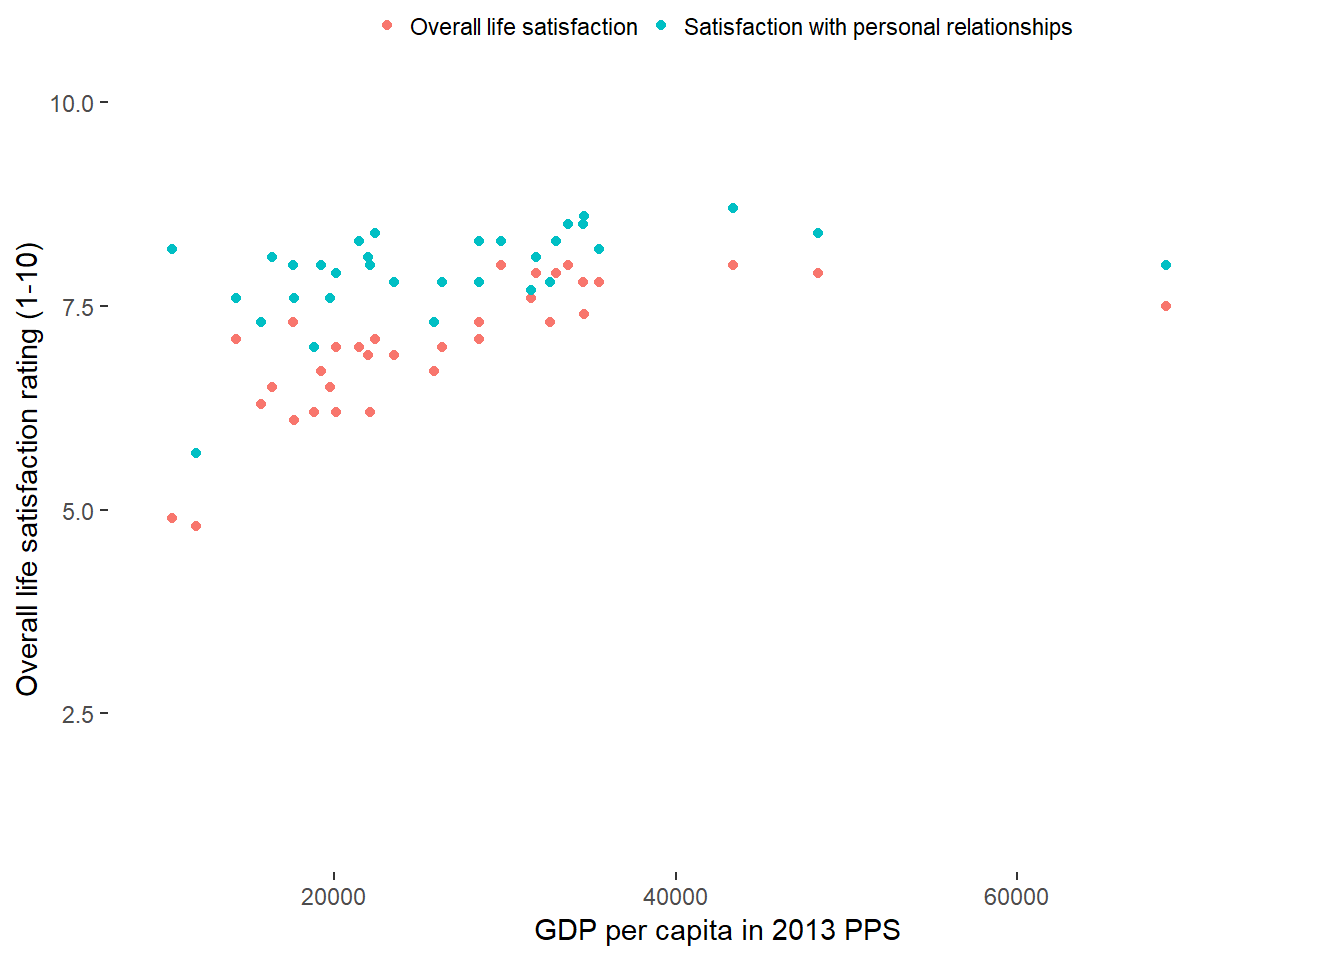 Overall life satisfaction Satisfaction with personal relationships
10.0
7.5
5.0
2.5
Overall life satisfaction rating (1-10)
20000 40000 60000
GDP per capita in 2013 PPS